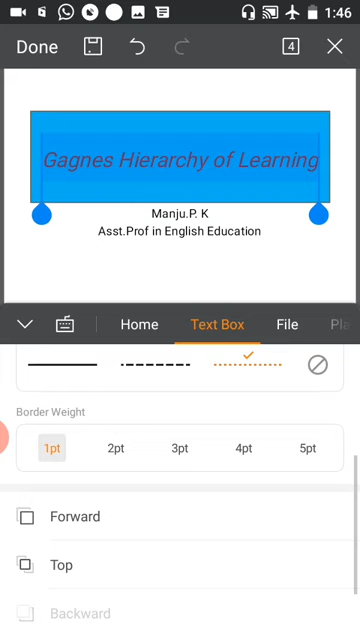 1:46
Done
4
Gagnes Hierarchy of Learning
Manju.P. K
Asst.Prof in English Education
Home Text Box File Pla
Border Weight
1pt 2pt 3pt 4pt 5pt
Forward
Top
Backward